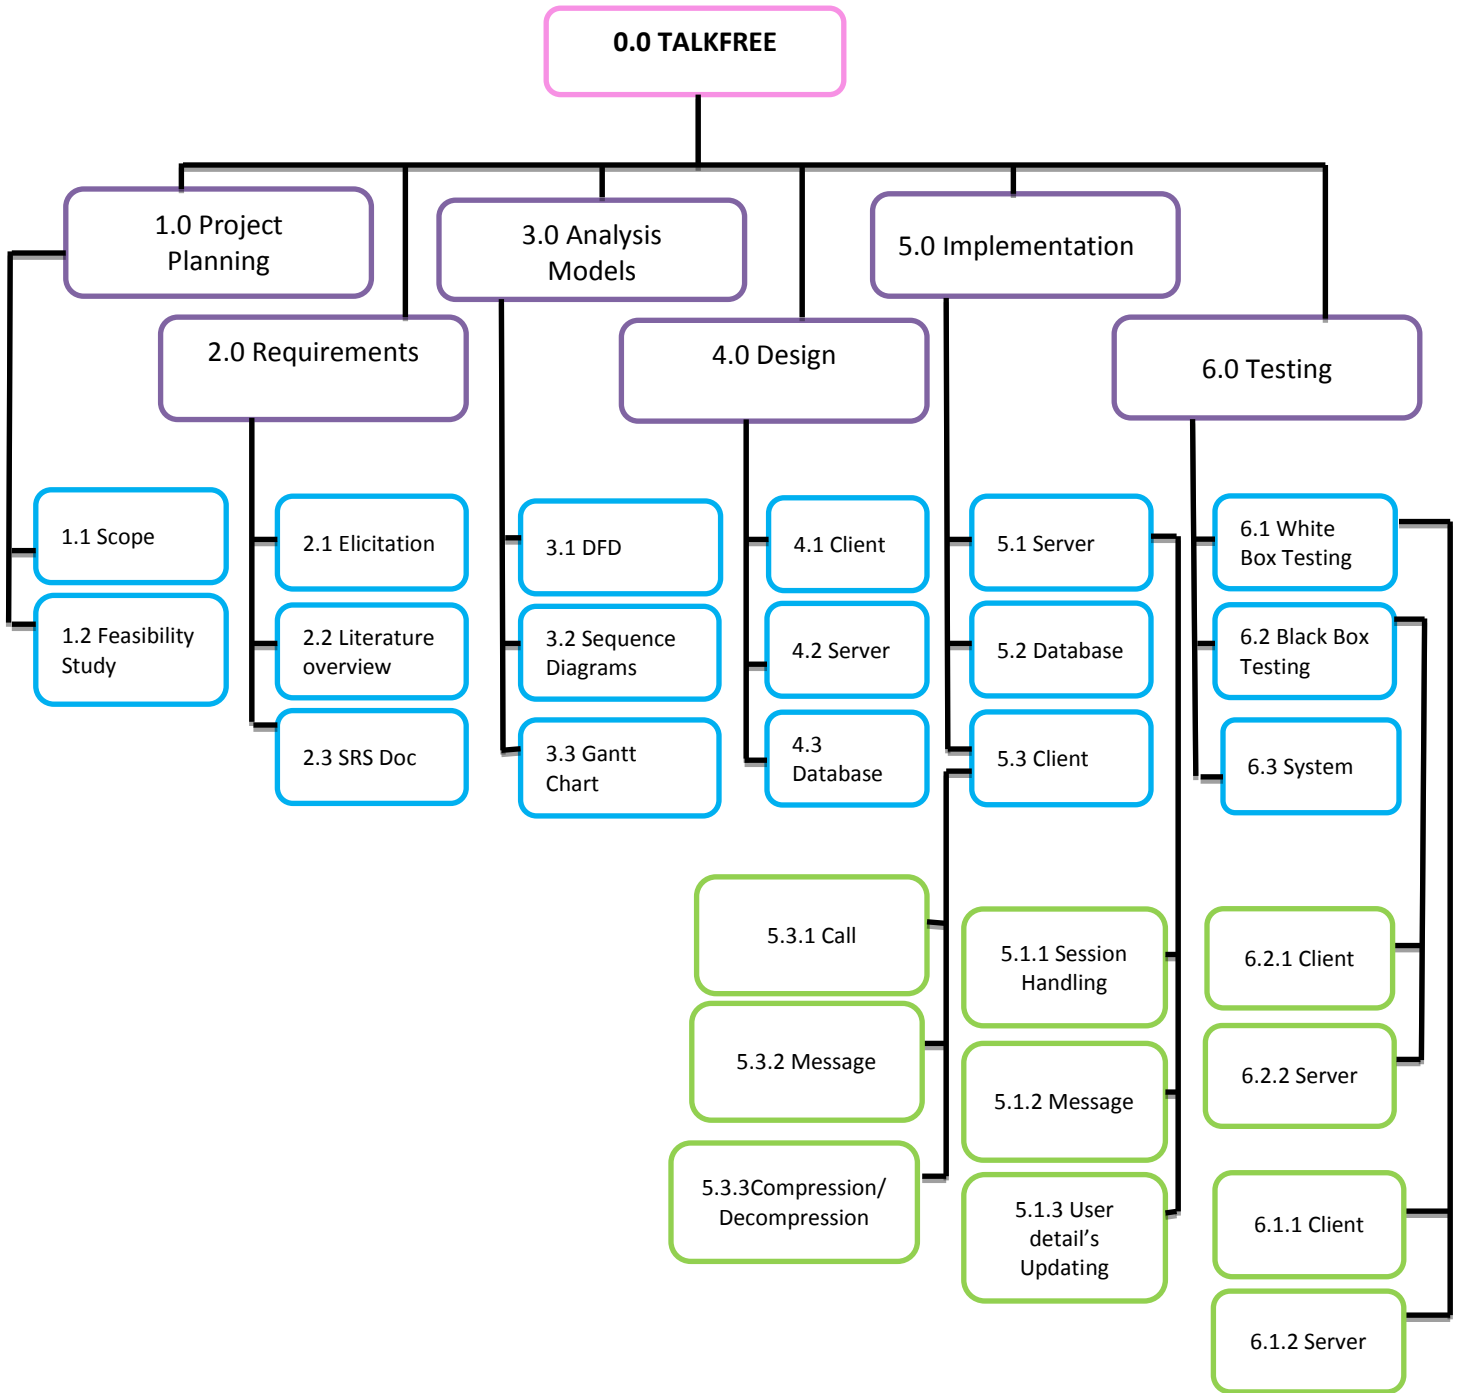 0.0 TALKFREE
1.0 Project
Planning
2.0 Requirements
3.0 Analysis
Models
4.0 Design
5.0 Implementation
6.0 Testing
1.1 Scope
1.2 Feasibility
Study
2.1 Elicitation
2.2 Literature
overview
2.3 SRS Doc
3.1 DFD
3.2 Sequence
Diagrams
3.3 Gantt
Chart
4.1 Client
4.2 Server
4.3
Database
5.1 Server
5.2 Database
5.3 Client
6.1 White
Box Testing
6.2 Black Box
Testing
6.3 System
5.3.1 Call
5.3.2 Message
5.3.3Compression/
Decompression
5.1.1 Session
Handling
5.1.2 Message
5.1.3 User
detail’s
Updating
6.2.1 Client
6.2.2 Server
6.1.1 Client
6.1.2 Server